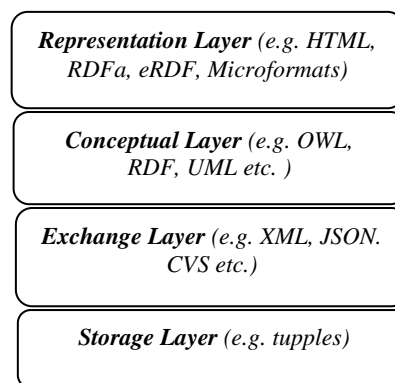 Representation Layer (e.g. HTML,
RDFa, eRDF, Microformats)
Conceptual Layer (e.g. OWL,
RDF, UML etc. )
Exchange Layer (e.g. XML, JSON.
CVS etc.)
Storage Layer (e.g. tupples)